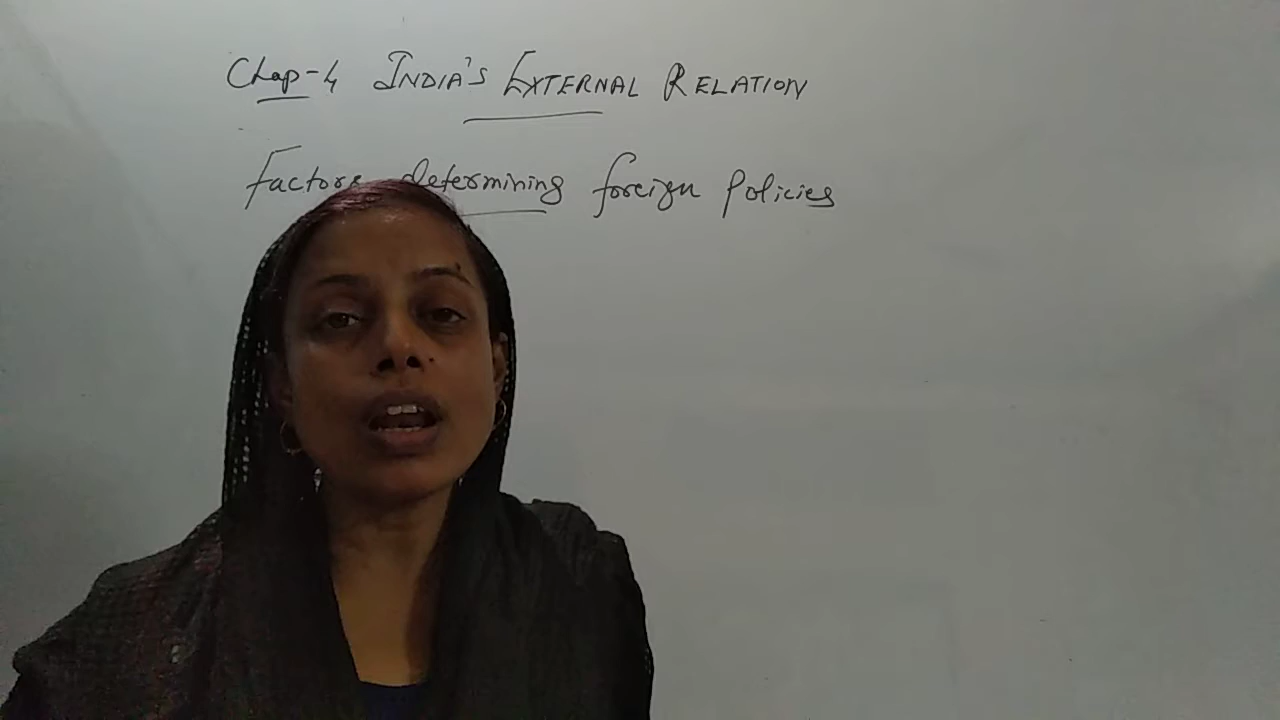 Chap-4 INDIA'S EXTERNAL RELATION
Factors determining foreign Policies